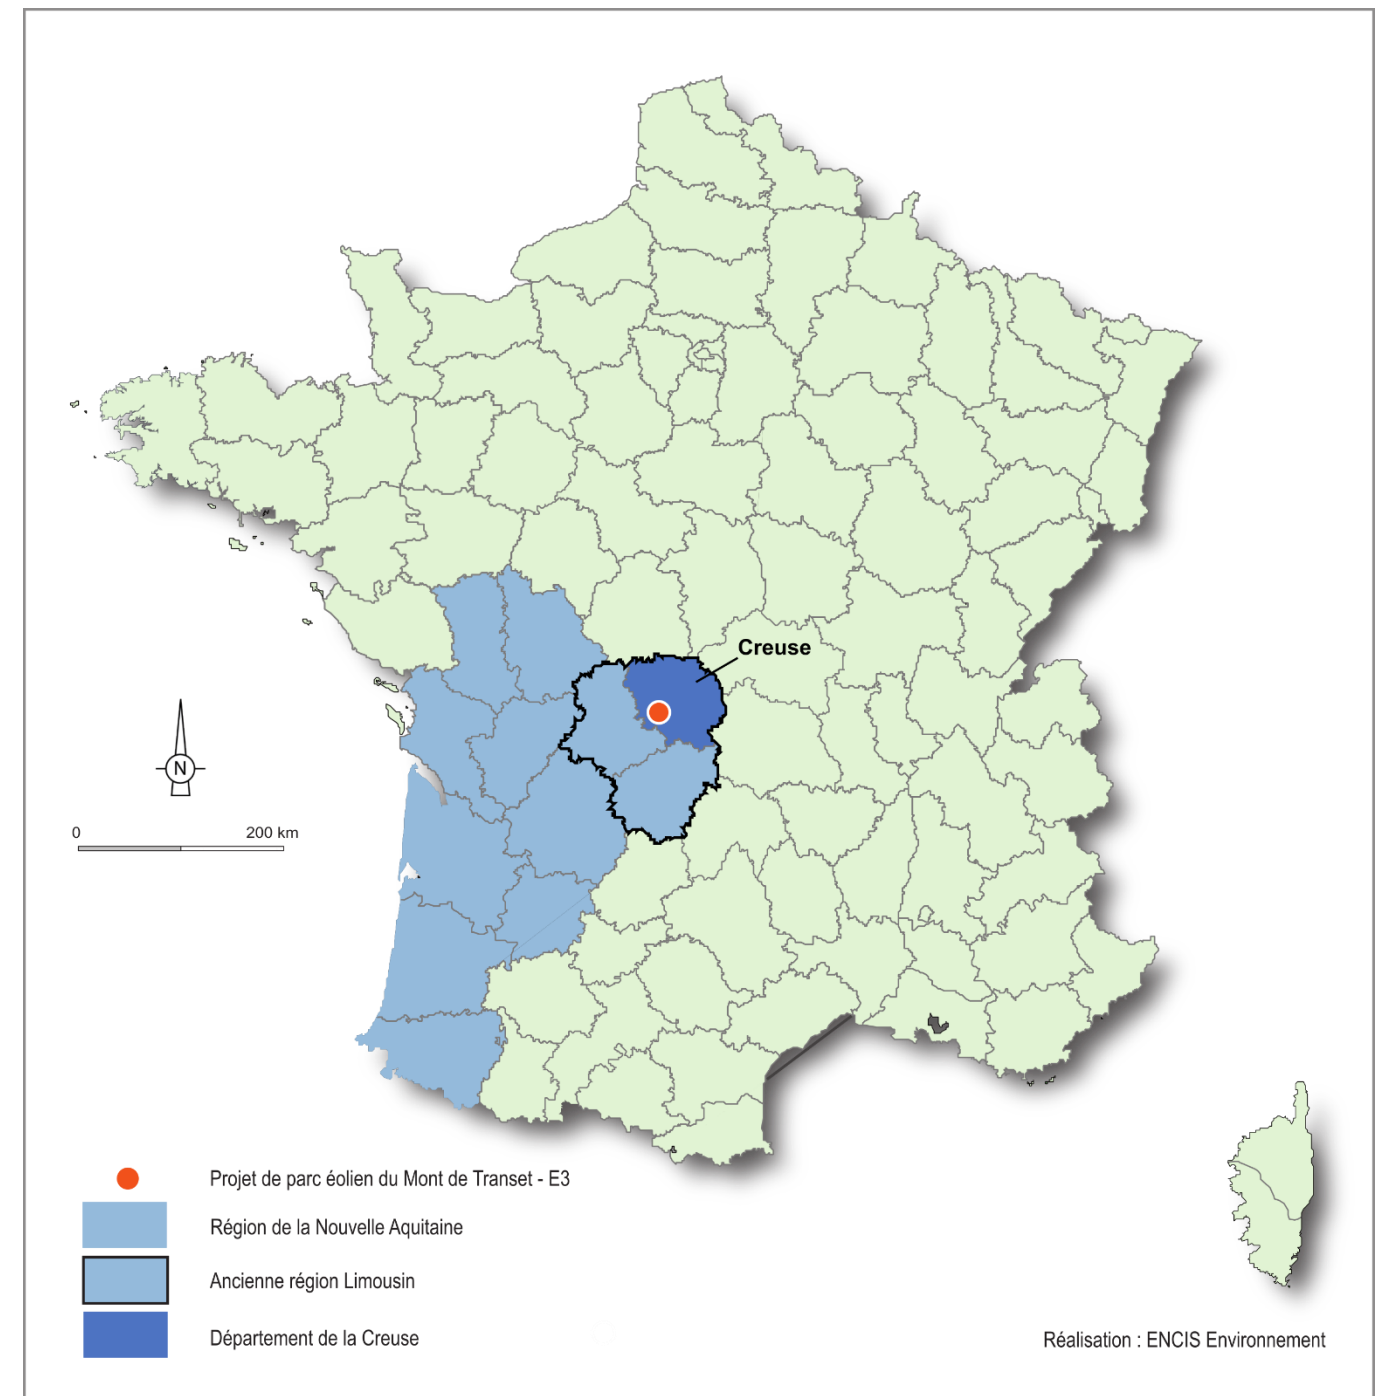 Creuse
N
0 200 km
Projet de parc éolien du Mont de Transet - E3
Région de la Nouvelle Aquitaine
Ancienne région Limousin
Département de la Creuse
Réalisation : ENCIS Environnement